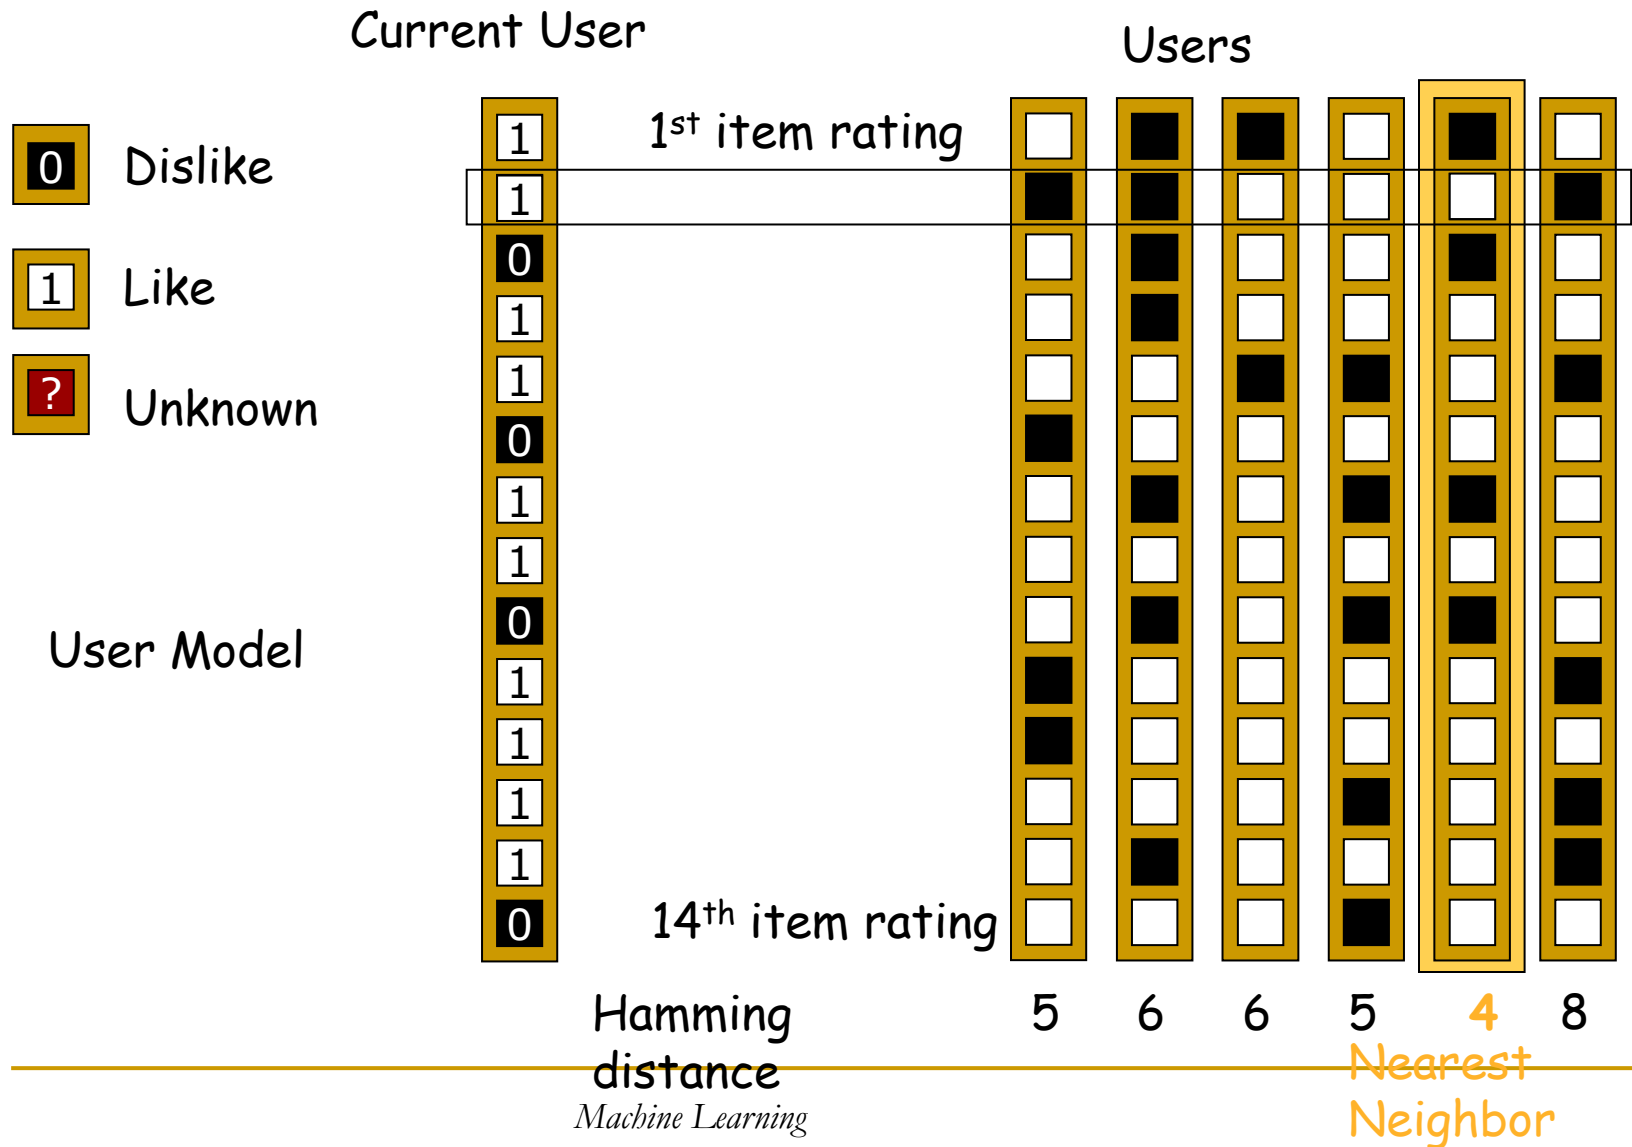 Current User
Users
0 Dislike
1 Like
? Unknown
User Model
1
1
0
1
1
0
1
1
0
1
1
1
1
0
1st item rating
14th item rating
Hamming
distance
5 6 6 5 4 8
Nearest
Neighbor
Machine Learning